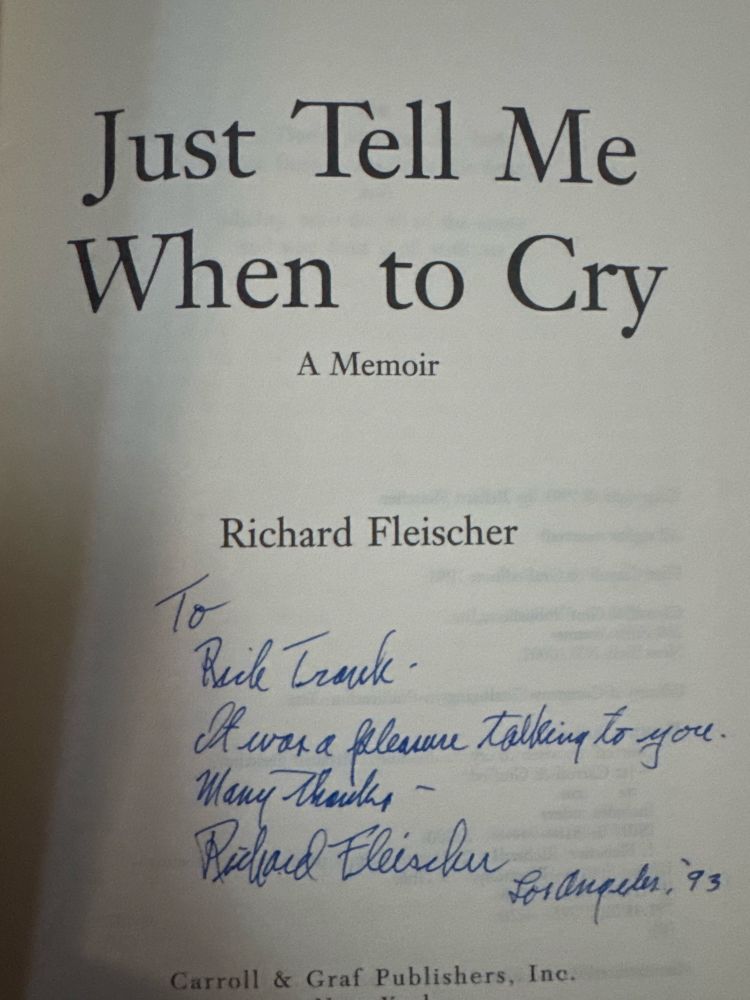 Just Tell Me
When to Cry
A Memoir
Richard Fleischer
To
Rick Trank -
It was a pleasure talking to you.
Many thanks -
Richard Fleischer
Los Angeles, '93
Carroll & Graf Publishers, Inc.